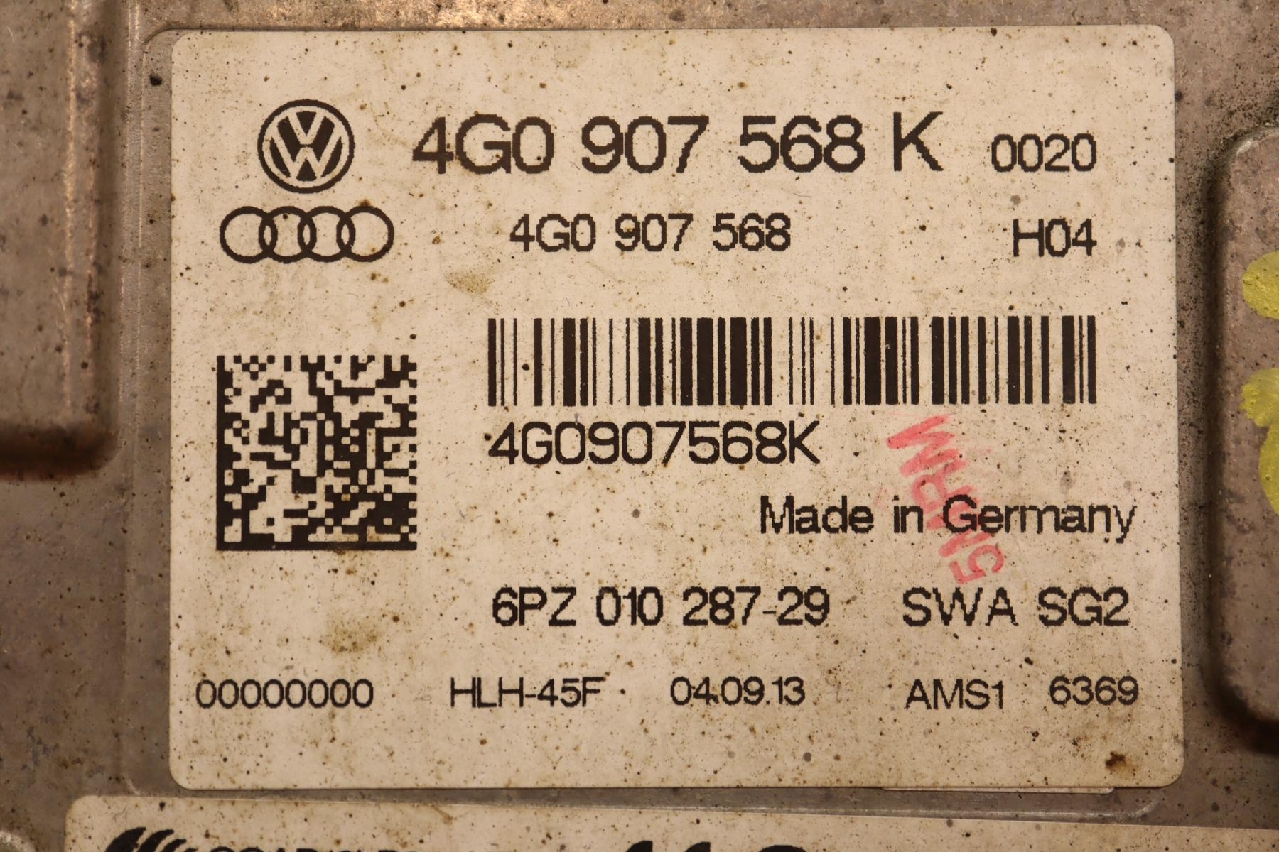 4G0 907 568 K 0020
4G0 907 568 H04
4G0907568K
Made in Germany
6PZ 010 287-29 SWA SG2
00000000 HLH-45F 04.09.13 AMS1 6369